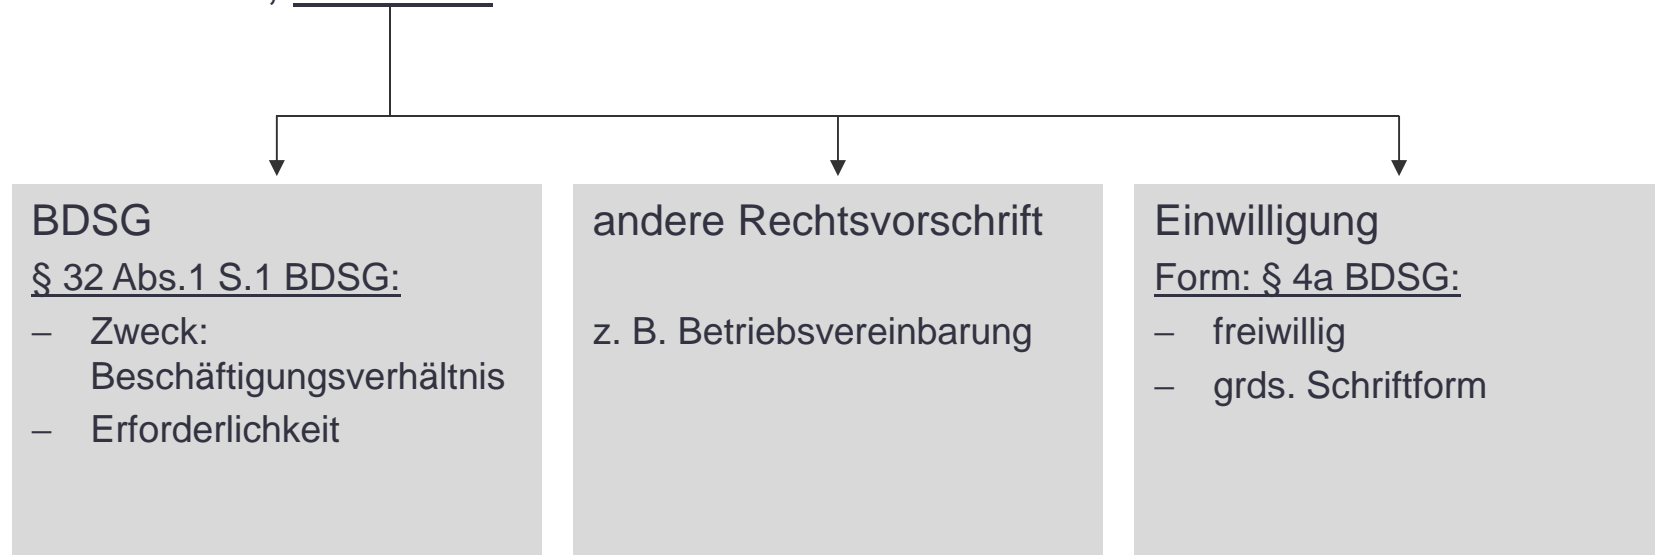 BDSG
§ 32 Abs.1 S.1 BDSG:
– Zweck:
Beschäftigungsverhältnis
– Erforderlichkeit
andere Rechtsvorschrift
z. B. Betriebsvereinbarung
Einwilligung
Form: § 4a BDSG:
– freiwillig
– grds. Schriftform